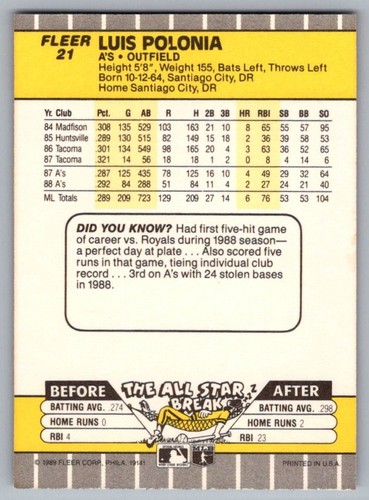 FLEER
21
LUIS POLONIA
A'S • OUTFIELD
Height 5'8", Weight 155, Bats Left, Throws Left
Born 10-12-64, Santiago City, DR
Home Santiago City, DR
Yr. Club Pct. G AB R H 2B 3B HR RBI SB BB SO
84 Madison .308 135 529 103 163 21 10 8 65 55 57 95
85 Huntsville .289 130 515 82 149 15 18 2 36 39 58 53
86 Tacoma .301 134 549 98 165 20 4 3 63 36 52 65
87 Tacoma .321 14 56 18 18 1 2 0 8 4 14 6
87 A's .287 125 435 78 125 16 10 4 49 29 32 64
88 A's .292 84 288 51 84 11 4 2 27 24 21 40
ML Totals .289 209 723 129 209 27 14 6 76 53 53 104
DID YOU KNOW? Had first five-hit game
of career vs. Royals during 1988 season—
a perfect day at plate . . . Also scored five
runs in that game, tieing individual club
record . . . 3rd on A's with 24 stolen bases
in 1988.
BEFORE
THE ALL STAR
BREAK
AFTER
BATTING AVG. .274
HOME RUNS 0
RBI 4
BATTING AVG. .298
HOME RUNS 2
RBI 23
© 1989 FLEER CORP., PHILA. 19141
PRINTED IN U.S.A.